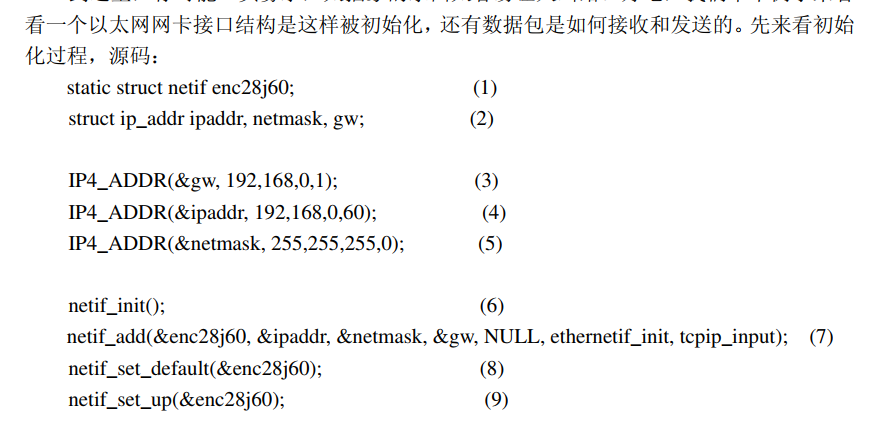 看一个以太网网卡接口结构是这样被初始化，还有数据包是如何接收和发送的。先来看初始
化过程，源码：
static struct netif enc28j60; (1)
struct ip_addr ipaddr, netmask, gw; (2)
IP4_ADDR(&gw, 192,168,0,1); (3)
IP4_ADDR(&ipaddr, 192,168,0,60); (4)
IP4_ADDR(&netmask, 255,255,255,0); (5)
netif_init(); (6)
netif_add(&enc28j60, &ipaddr, &netmask, &gw, NULL, ethernetif_init, tcpip_input); (7)
netif_set_default(&enc28j60); (8)
netif_set_up(&enc28j60); (9)